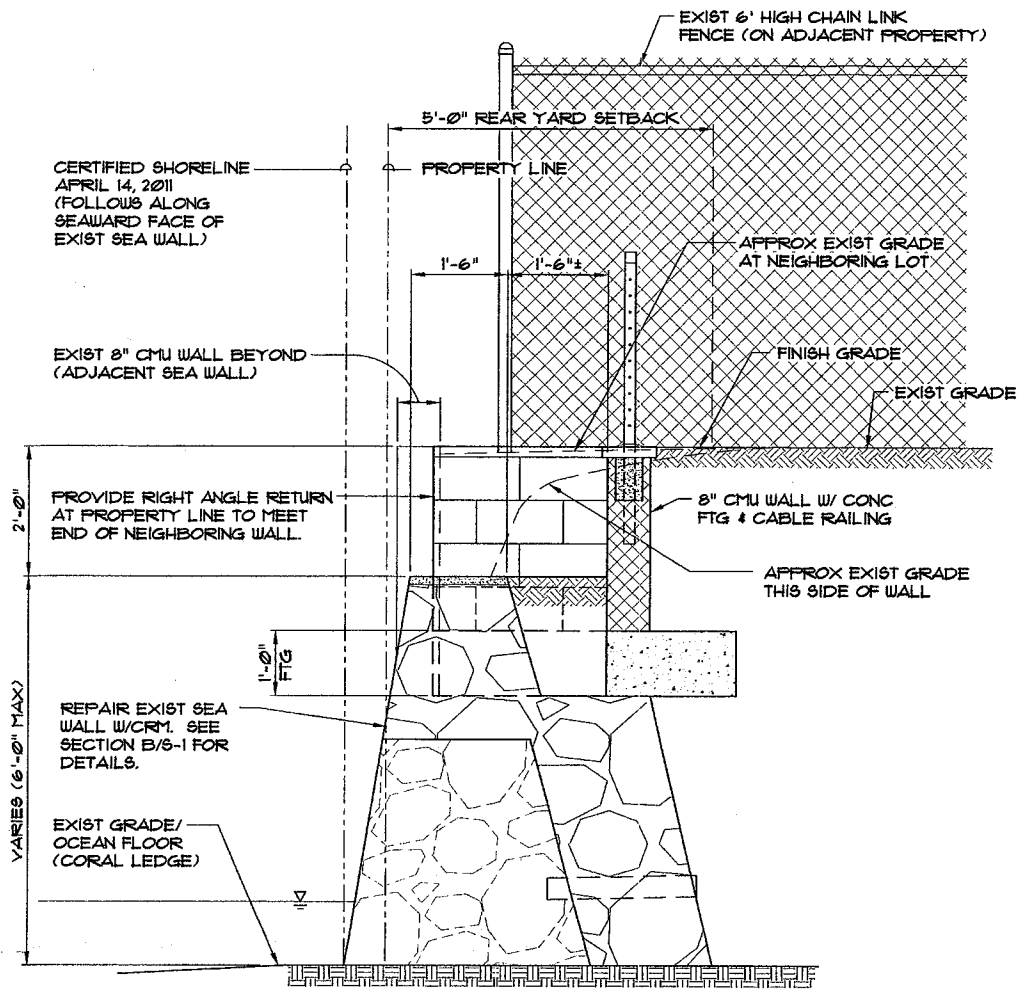 EXIST 6' HIGH CHAIN LINK
FENCE (ON ADJACENT PROPERTY)
5'-0" REAR YARD SETBACK
CERTIFIED SHORELINE
APRIL 14, 2011
(FOLLOWS ALONG
SEAWARD FACE OF
EXIST SEA WALL)
PROPERTY LINE
APPROX EXIST GRADE
AT NEIGHBORING LOT
1'-6"
1'-6"±
EXIST 8" CMU WALL BEYOND
(ADJACENT SEA WALL)
FINISH GRADE
EXIST GRADE
2'-0"
PROVIDE RIGHT ANGLE RETURN
AT PROPERTY LINE TO MEET
END OF NEIGHBORING WALL.
8" CMU WALL W/ CONC
FTG & CABLE RAILING
APPROX EXIST GRADE
THIS SIDE OF WALL
1'-0"
FTG
VARIES (6'-0" MAX)
REPAIR EXIST SEA
WALL W/CRM. SEE
SECTION B/S-1 FOR
DETAILS.
EXIST GRADE/
OCEAN FLOOR
(CORAL LEDGE)